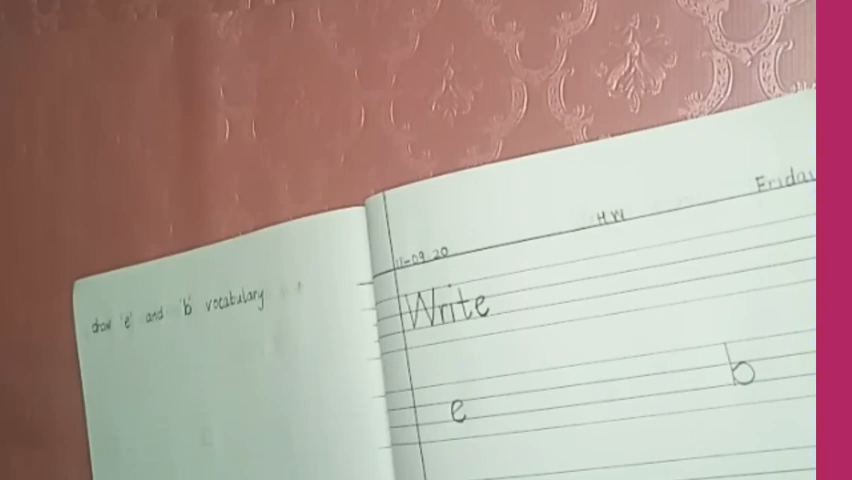 draw 'e' and 'b' vocabulary
11-09-20 H.W Friday
Write
e b